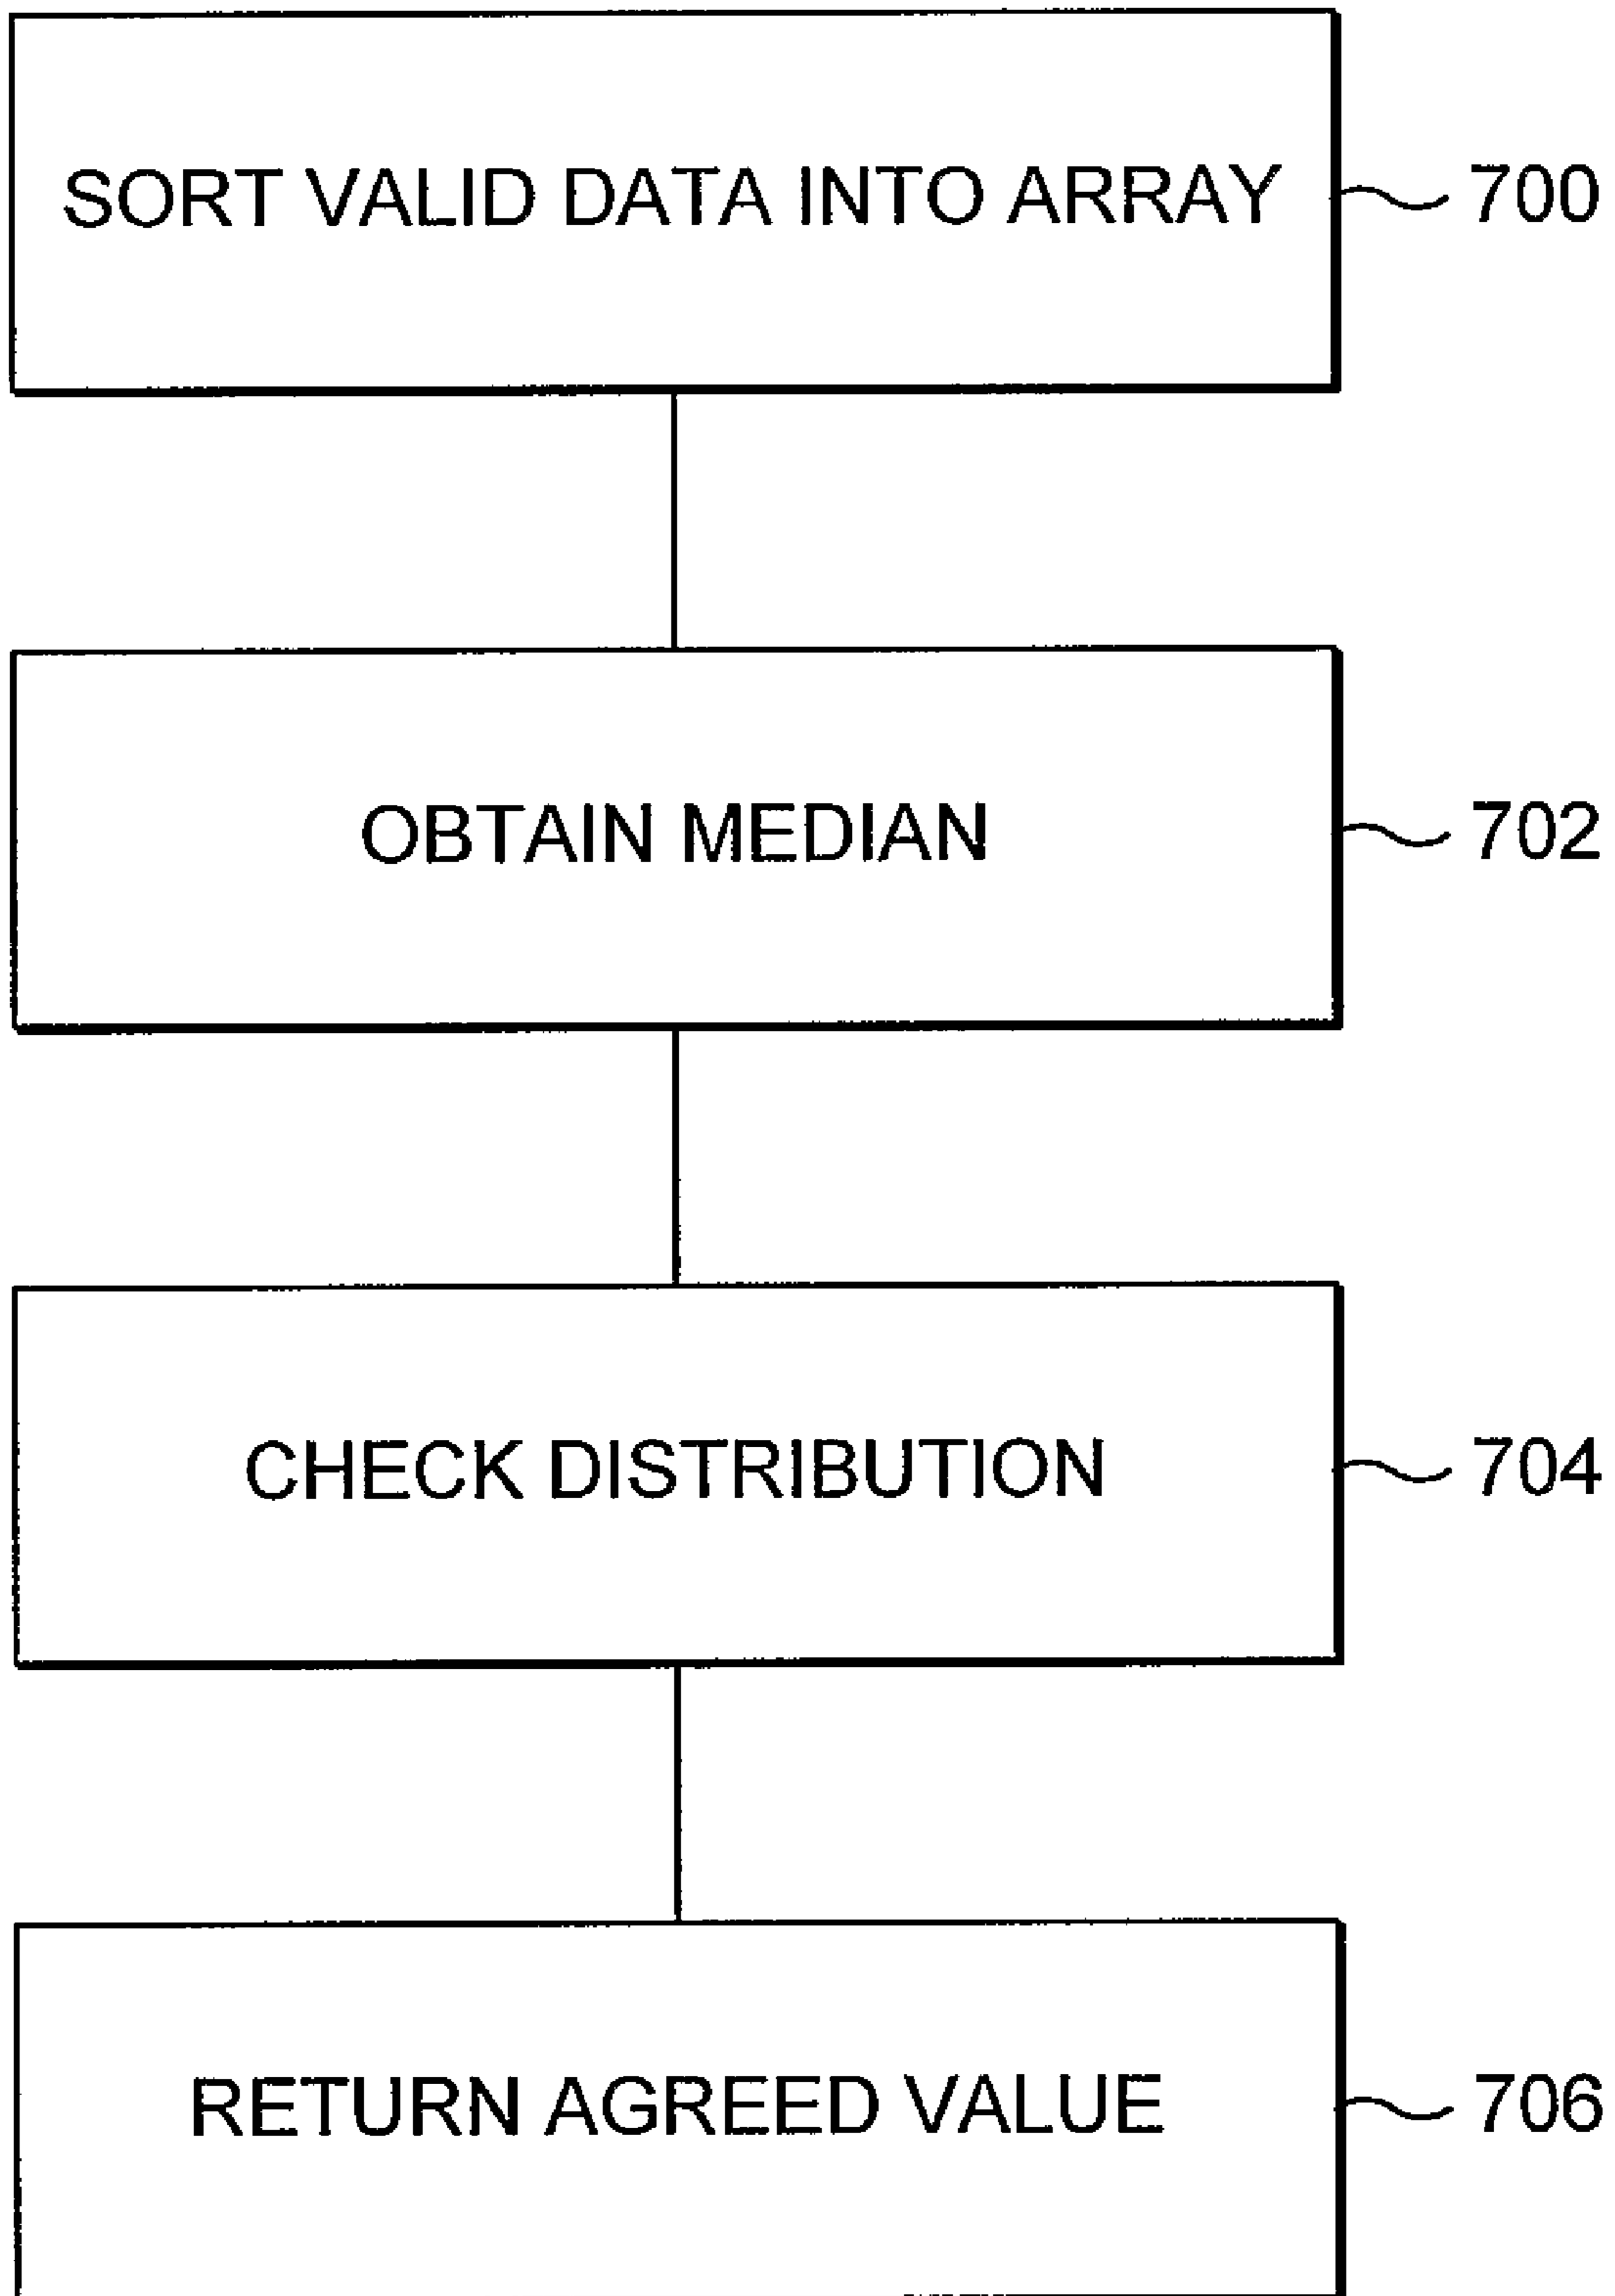 SORT VALID DATA INTO ARRAY 700
OBTAIN MEDIAN 702
CHECK DISTRIBUTION 704
RETURN AGREED VALUE 706